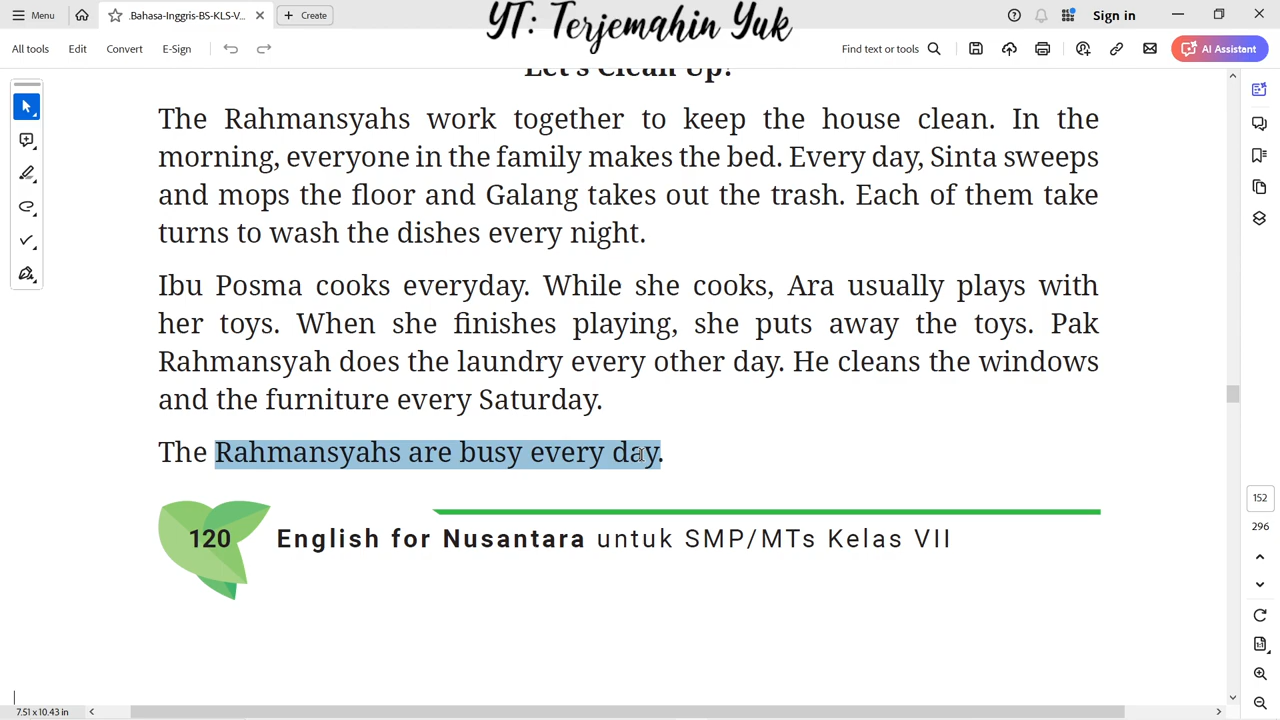 Menu
.Bahasa-Inggris-BS-KLS-V...
Create
YT: Terjemahin Yuk
Sign in
All tools
Edit
Convert
E-Sign
Find text or tools
AI Assistant
Let's Clean Up!
The Rahmansyahs work together to keep the house clean. In the
morning, everyone in the family makes the bed. Every day, Sinta sweeps
and mops the floor and Galang takes out the trash. Each of them take
turns to wash the dishes every night.
Ibu Posma cooks everyday. While she cooks, Ara usually plays with
her toys. When she finishes playing, she puts away the toys. Pak
Rahmansyah does the laundry every other day. He cleans the windows
and the furniture every Saturday.
The Rahmansyahs are busy every day.
152
296
120 English for Nusantara untuk SMP/MTs Kelas VII
7.51 x 10.43 in